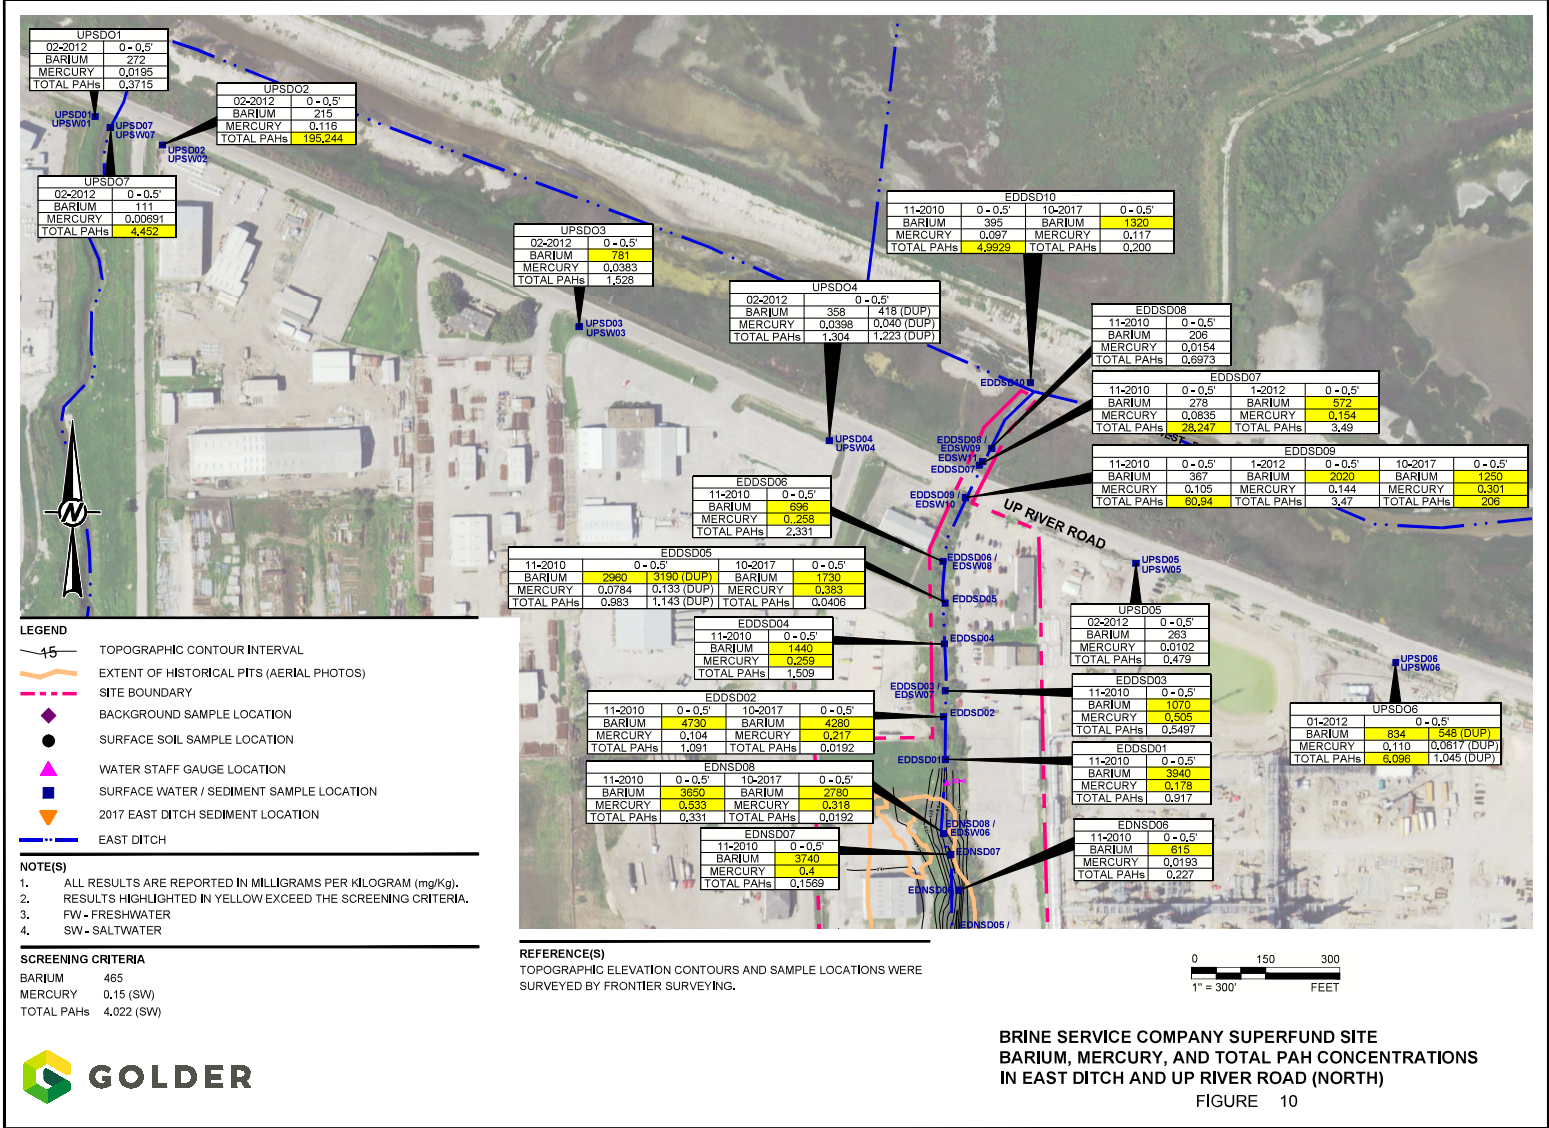 UPSDO1
02-2012 0 - 0.5'
BARIUM 272
MERCURY 0.0195
TOTAL PAHs 0.3715
UPSDO2
02-2012 0 - 0.5'
BARIUM 215
MERCURY 0.116
TOTAL PAHs 195.244
UPSD01
UPSW01
UPSD07
UPSW07
UPSD02
UPSW02
UPSDO7
02-2012 0 - 0.5'
BARIUM 111
MERCURY 0.00691
TOTAL PAHs 4.452
UPSDO3
02-2012 0 - 0.5'
BARIUM 781
MERCURY 0.0383
TOTAL PAHs 1.528
UPSD03
UPSW03
EDDSD10
11-2010 0 - 0.5' 10-2017 0 - 0.5'
BARIUM 395 BARIUM 1320
MERCURY 0.097 MERCURY 0.117
TOTAL PAHs 4.9929 TOTAL PAHs 0.200
UPSDO4
02-2012 0 - 0.5'
BARIUM 358 418 (DUP)
MERCURY 0.0398 0.040 (DUP)
TOTAL PAHs 1.304 1.223 (DUP)
UPSD04
UPSW04
EDDSD08
11-2010 0 - 0.5'
BARIUM 206
MERCURY 0.0154
TOTAL PAHs 0.6973
EDDSD10
EDDSD07
11-2010 0 - 0.5' 1-2012 0 - 0.5'
BARIUM 278 BARIUM 572
MERCURY 0.0835 MERCURY 0.154
TOTAL PAHs 28.247 TOTAL PAHs 3.49
EDDSD08 /
EDSW09
EDSW11
EDDSD07
EDDSD09
11-2010 0 - 0.5' 1-2012 0 - 0.5' 10-2017 0 - 0.5'
BARIUM 367 BARIUM 2020 BARIUM 1250
MERCURY 0.105 MERCURY 0.144 MERCURY 0.301
TOTAL PAHs 60.94 TOTAL PAHs 3.47 TOTAL PAHs 206
EDDSD09 /
EDSW10
UP RIVER ROAD
EDDSD06
11-2010 0 - 0.5'
BARIUM 696
MERCURY 0..258
TOTAL PAHs 2.331
EDDSD06 /
EDSW08
UPSD05
UPSW05
EDDSD05
11-2010 0 - 0.5' 10-2017 0 - 0.5'
BARIUM 2960 3190 (DUP) BARIUM 1730
MERCURY 0.0784 0.133 (DUP) MERCURY 0.383
TOTAL PAHs 0.983 1.143 (DUP) TOTAL PAHs 0.0406
EDDSD05
UPSD05
02-2012 0 - 0.5'
BARIUM 263
MERCURY 0.0102
TOTAL PAHs 0.479
EDDSD04
11-2010 0 - 0.5'
BARIUM 1440
MERCURY 0.259
TOTAL PAHs 1.509
EDDSD04
UPSD06
UPSW06
EDDSD03
11-2010 0 - 0.5'
BARIUM 1070
MERCURY 0.505
TOTAL PAHs 0.5497
EDDSD03 /
EDSW07
EDDSD02
11-2010 0 - 0.5' 10-2017 0 - 0.5'
BARIUM 4730 BARIUM 4280
MERCURY 0.104 MERCURY 0.217
TOTAL PAHs 1.091 TOTAL PAHs 0.0192
EDDSD02
UPSDO6
01-2012 0 - 0.5'
BARIUM 834 548 (DUP)
MERCURY 0.110 0.0617 (DUP)
TOTAL PAHs 6.096 1.045 (DUP)
EDDSD01
11-2010 0 - 0.5'
BARIUM 3940
MERCURY 0.178
TOTAL PAHs 0.917
EDDSD01
EDNSD08
11-2010 0 - 0.5' 10-2017 0 - 0.5'
BARIUM 3650 BARIUM 2780
MERCURY 0.533 MERCURY 0.318
TOTAL PAHs 0.331 TOTAL PAHs 0.0192
EDNSD08 /
EDSW06
EDNSD07
11-2010 0 - 0.5'
BARIUM 3740
MERCURY 0.4
TOTAL PAHs 0.1569
EDNSD07
EDNSD06
11-2010 0 - 0.5'
BARIUM 615
MERCURY 0.0193
TOTAL PAHs 0.227
EDNSD06
EDNSD05 /
LEGEND
15 TOPOGRAPHIC CONTOUR INTERVAL
EXTENT OF HISTORICAL PITS (AERIAL PHOTOS)
SITE BOUNDARY
BACKGROUND SAMPLE LOCATION
SURFACE SOIL SAMPLE LOCATION
WATER STAFF GAUGE LOCATION
SURFACE WATER / SEDIMENT SAMPLE LOCATION
2017 EAST DITCH SEDIMENT LOCATION
EAST DITCH
NOTE(S)
1. ALL RESULTS ARE REPORTED IN MILLIGRAMS PER KILOGRAM (mg/Kg).
2. RESULTS HIGHLIGHTED IN YELLOW EXCEED THE SCREENING CRITERIA.
3. FW - FRESHWATER
4. SW - SALTWATER
SCREENING CRITERIA
BARIUM 465
MERCURY 0.15 (SW)
TOTAL PAHs 4.022 (SW)
N
REFERENCE(S)
TOPOGRAPHIC ELEVATION CONTOURS AND SAMPLE LOCATIONS WERE
SURVEYED BY FRONTIER SURVEYING.
0 150 300
1" = 300' FEET
GOLDER
BRINE SERVICE COMPANY SUPERFUND SITE
BARIUM, MERCURY, AND TOTAL PAH CONCENTRATIONS
IN EAST DITCH AND UP RIVER ROAD (NORTH)
FIGURE 10